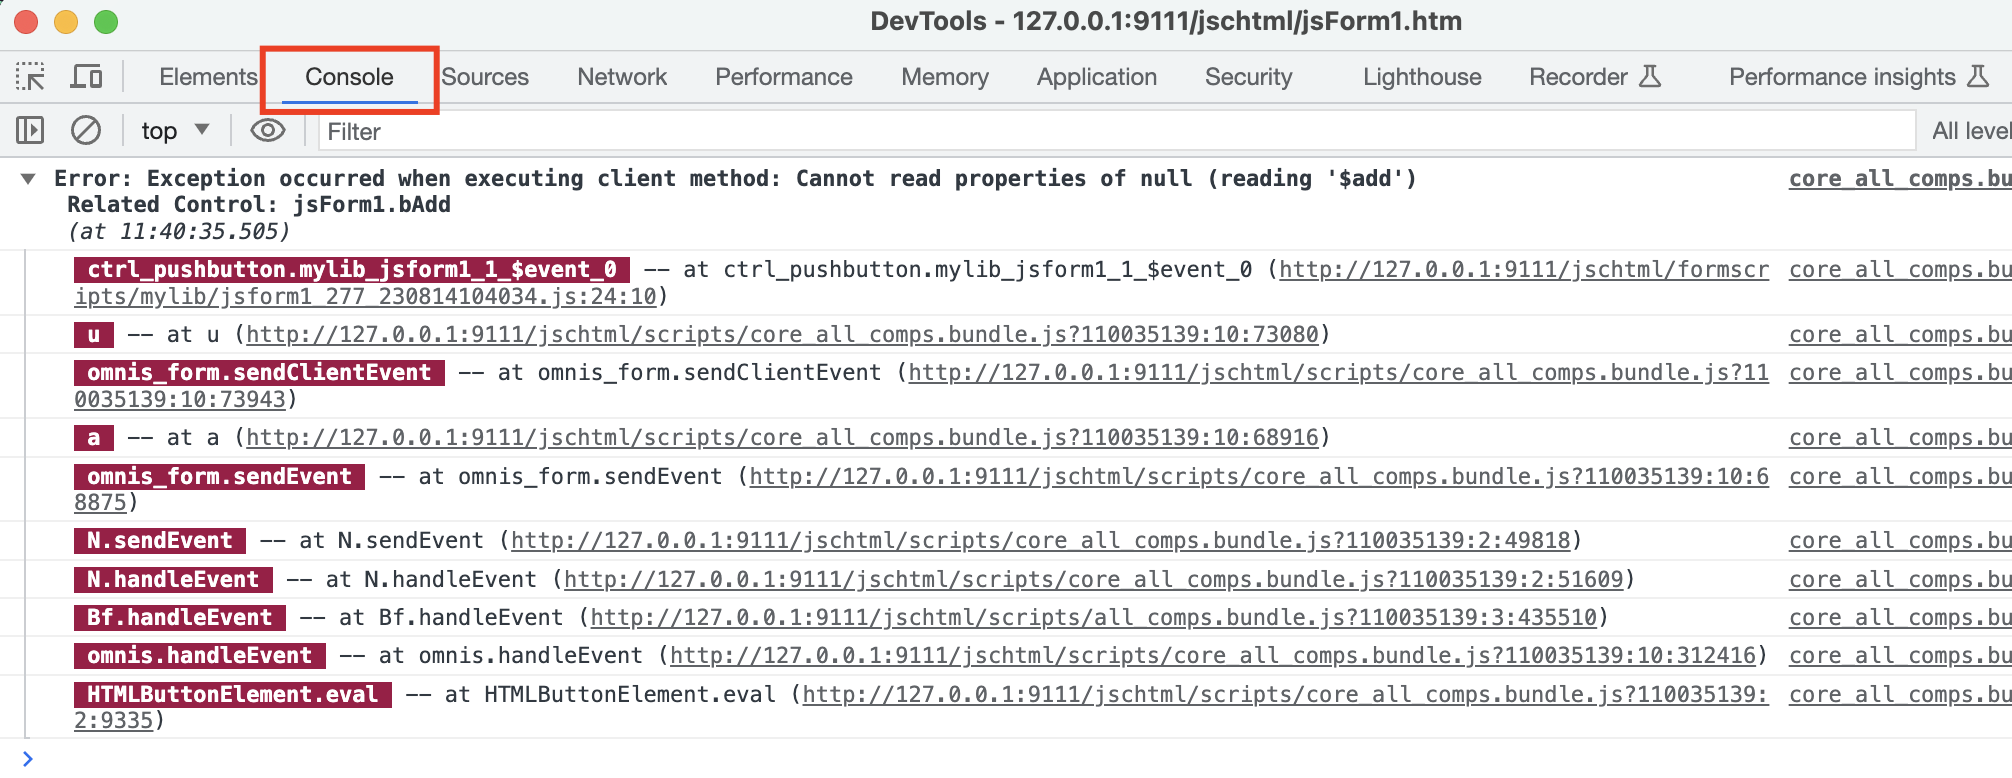 DevTools - 127.0.0.1:9111/jschtml/jsForm1.htm
Elements Console Sources Network Performance Memory Application Security Lighthouse Recorder Performance insights
top Filter All level
Error: Exception occurred when executing client method: Cannot read properties of null (reading '$add') core_all_comps.bu
Related Control: jsForm1.bAdd
(at 11:40:35.505)
ctrl_pushbutton.mylib_jsform1_1_$event_0 -- at ctrl_pushbutton.mylib_jsform1_1_$event_0 (http://127.0.0.1:9111/jschtml/formscr core_all_comps.bu
ipts/mylib/jsform1_277_230814104034.js:24:10)
u -- at u (http://127.0.0.1:9111/jschtml/scripts/core_all_comps.bundle.js?110035139:10:73080) core_all_comps.bu
omnis_form.sendClientEvent -- at omnis_form.sendClientEvent (http://127.0.0.1:9111/jschtml/scripts/core_all_comps.bundle.js?11 core_all_comps.bu
0035139:10:73943)
a -- at a (http://127.0.0.1:9111/jschtml/scripts/core_all_comps.bundle.js?110035139:10:68916) core_all_comps.bu
omnis_form.sendEvent -- at omnis_form.sendEvent (http://127.0.0.1:9111/jschtml/scripts/core_all_comps.bundle.js?110035139:10:6 core_all_comps.bu
8875)
N.sendEvent -- at N.sendEvent (http://127.0.0.1:9111/jschtml/scripts/core_all_comps.bundle.js?110035139:2:49818) core_all_comps.bu
N.handleEvent -- at N.handleEvent (http://127.0.0.1:9111/jschtml/scripts/core_all_comps.bundle.js?110035139:2:51609) core_all_comps.bu
Bf.handleEvent -- at Bf.handleEvent (http://127.0.0.1:9111/jschtml/scripts/all_comps.bundle.js?110035139:3:435510) core_all_comps.bu
omnis.handleEvent -- at omnis.handleEvent (http://127.0.0.1:9111/jschtml/scripts/core_all_comps.bundle.js?110035139:10:312416) core_all_comps.bu
HTMLButtonElement.eval -- at HTMLButtonElement.eval (http://127.0.0.1:9111/jschtml/scripts/core_all_comps.bundle.js?110035139: core_all_comps.bu
2:9335)